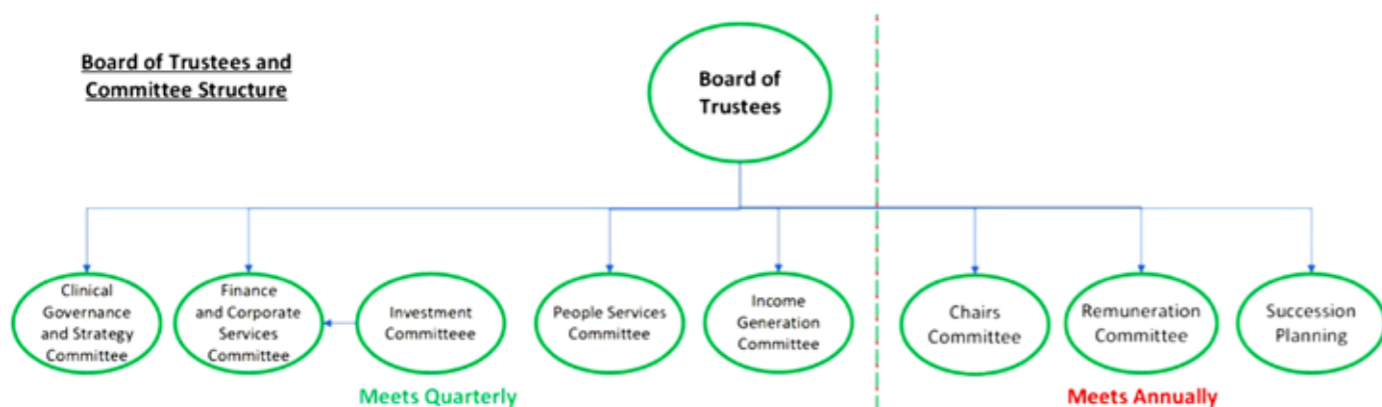 Board of Trustees and
Committee Structure
Board of
Trustees
Clinical
Governance
and Strategy
Committee
Finance
and Corporate
Services
Committee
Investment
Committeee
People Services
Committee
Income
Generation
Committee
Chairs
Committee
Remuneration
Committee
Succession
Planning
Meets Quarterly
Meets Annually